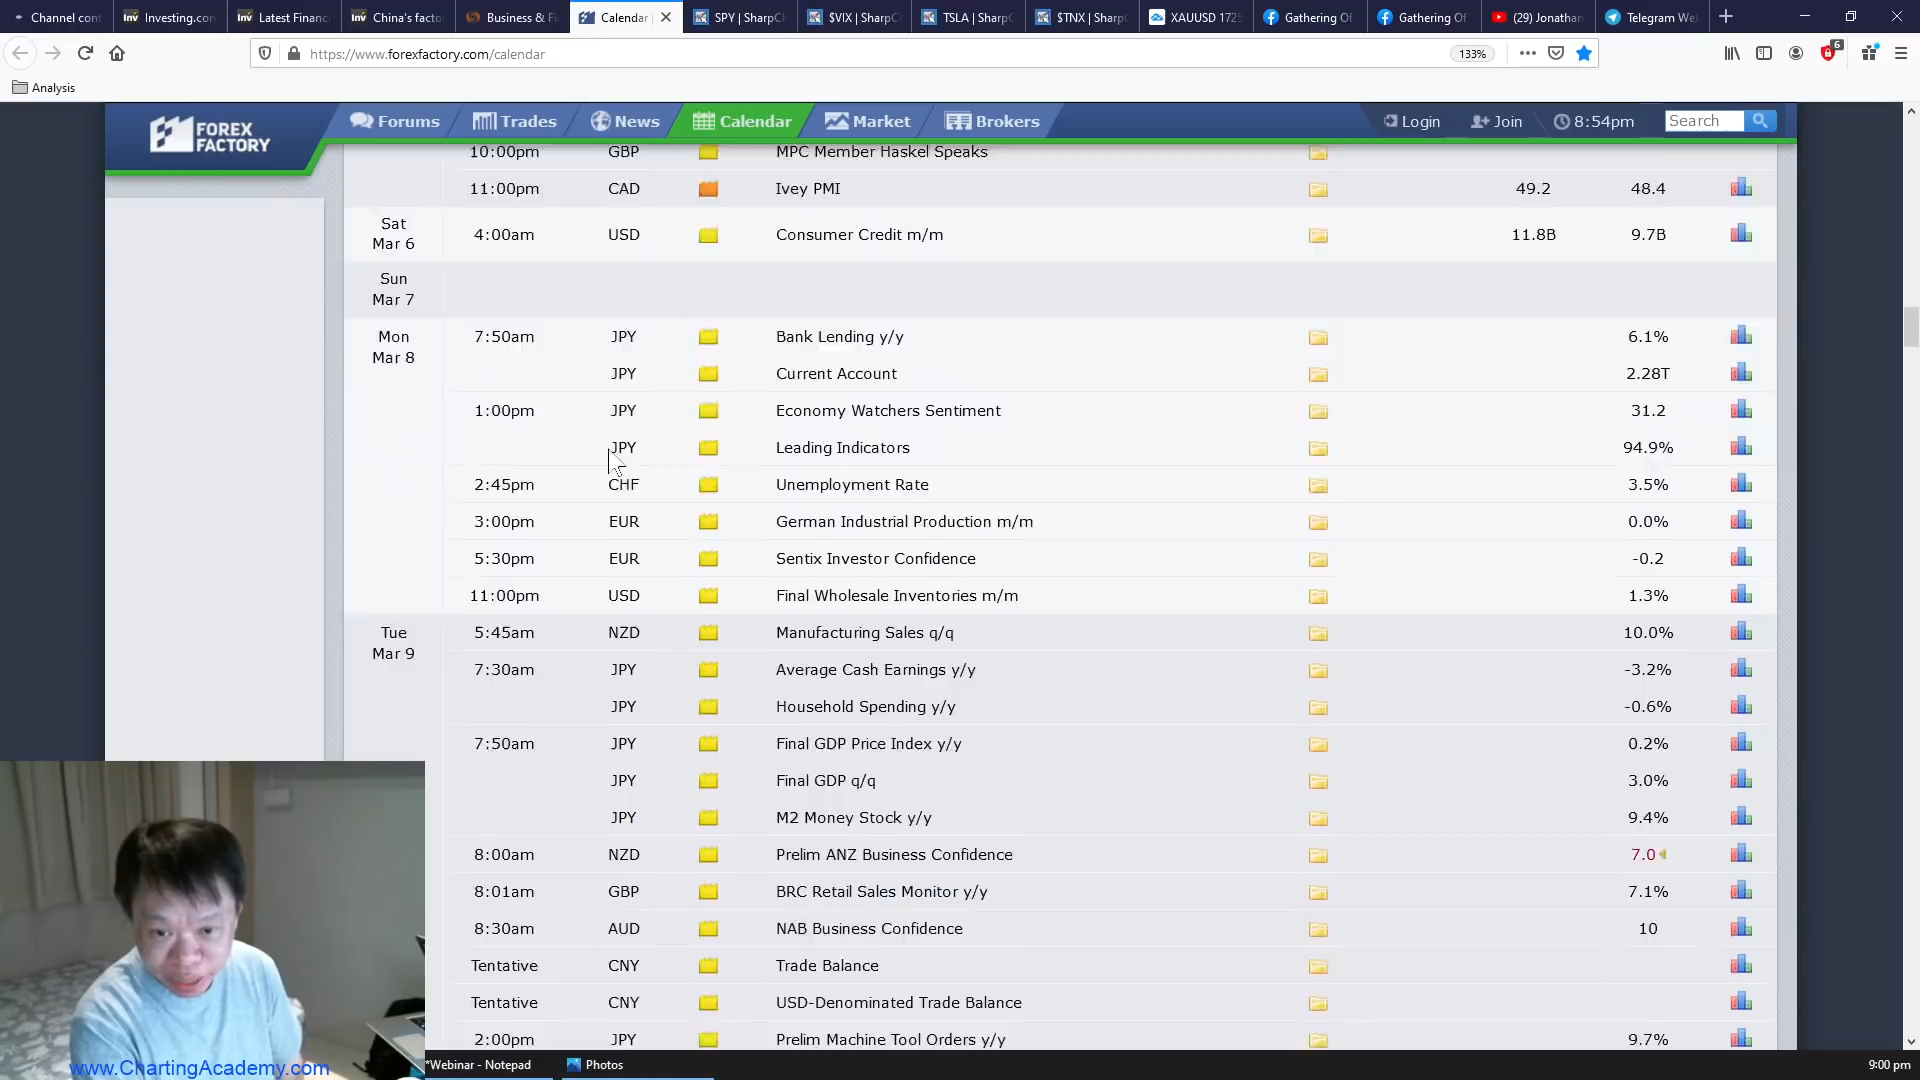 Channel cont
Investing.con
Latest Financ
China's facto
Business & Fi
Calendar
SPY | SharpCh
$VIX | SharpC
TSLA | SharpC
$TNX | SharpC
XAUUSD 1725
Gathering Of
Gathering Of
(29) Jonathan
Telegram We
https://www.forexfactory.com/calendar
133%
6
Analysis
FOREX FACTORY
Forums
Trades
News
Calendar
Market
Brokers
Login
Join
8:54pm
Search
10:00pm GBP MPC Member Haskel Speaks
11:00pm CAD Ivey PMI 49.2 48.4
Sat Mar 6 4:00am USD Consumer Credit m/m 11.8B 9.7B
Sun Mar 7
Mon Mar 8 7:50am JPY Bank Lending y/y 6.1%
JPY Current Account 2.28T
1:00pm JPY Economy Watchers Sentiment 31.2
JPY Leading Indicators 94.9%
2:45pm CHF Unemployment Rate 3.5%
3:00pm EUR German Industrial Production m/m 0.0%
5:30pm EUR Sentix Investor Confidence -0.2
11:00pm USD Final Wholesale Inventories m/m 1.3%
Tue Mar 9 5:45am NZD Manufacturing Sales q/q 10.0%
7:30am JPY Average Cash Earnings y/y -3.2%
JPY Household Spending y/y -0.6%
7:50am JPY Final GDP Price Index y/y 0.2%
JPY Final GDP q/q 3.0%
JPY M2 Money Stock y/y 9.4%
8:00am NZD Prelim ANZ Business Confidence 7.0
8:01am GBP BRC Retail Sales Monitor y/y 7.1%
8:30am AUD NAB Business Confidence 10
Tentative CNY Trade Balance
Tentative CNY USD-Denominated Trade Balance
2:00pm JPY Prelim Machine Tool Orders y/y 9.7%
www.ChartingAcademy.com
*Webinar - Notepad
Photos
9:00 pm